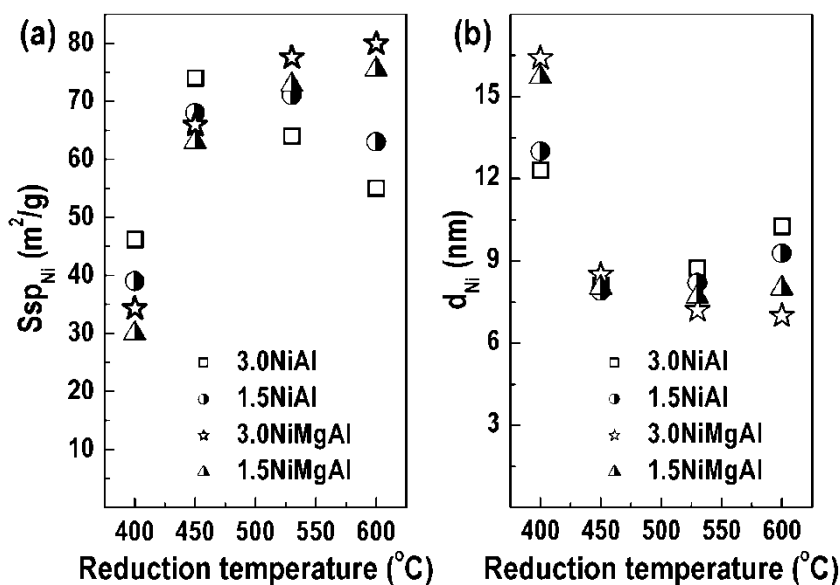 (a)
80
70
60
50
40
30
20
10
Ssp_Ni (m²/g)
3.0NiAl
1.5NiAl
3.0NiMgAl
1.5NiMgAl
400 450 500 550 600
Reduction temperature (°C)
(b)
15
12
9
6
3
d_Ni (nm)
3.0NiAl
1.5NiAl
3.0NiMgAl
1.5NiMgAl
400 450 500 550 600
Reduction temperature (°C)